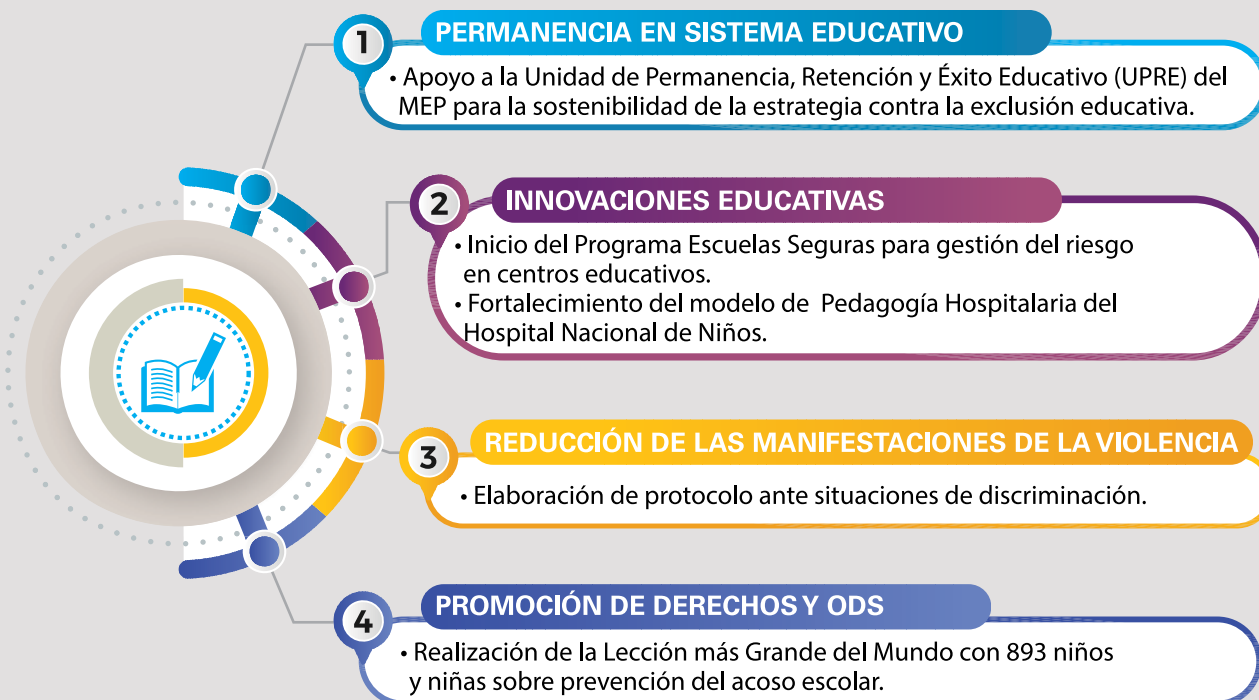 1
PERMANENCIA EN SISTEMA EDUCATIVO
• Apoyo a la Unidad de Permanencia, Retención y Éxito Educativo (UPRE) del
MEP para la sostenibilidad de la estrategia contra la exclusión educativa.
2
INNOVACIONES EDUCATIVAS
• Inicio del Programa Escuelas Seguras para gestión del riesgo
en centros educativos.
• Fortalecimiento del modelo de Pedagogía Hospitalaria del
Hospital Nacional de Niños.
3
REDUCCIÓN DE LAS MANIFESTACIONES DE LA VIOLENCIA
• Elaboración de protocolo ante situaciones de discriminación.
4
PROMOCIÓN DE DERECHOS Y ODS
• Realización de la Lección más Grande del Mundo con 893 niños
y niñas sobre prevención del acoso escolar.